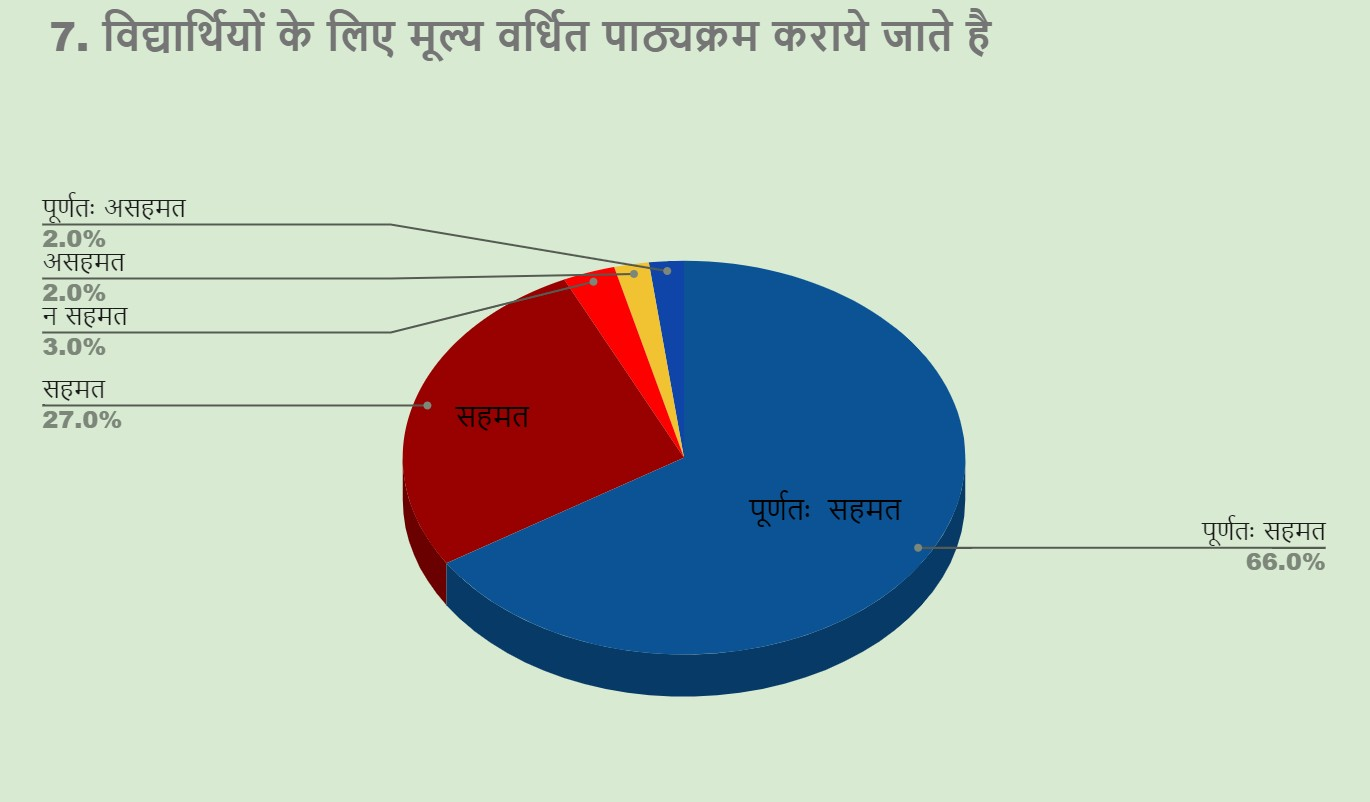 7. विद्यार्थियों के लिए मूल्य वर्धित पाठ्यक्रम कराये जाते है
पूर्णतः असहमत
2.0%
असहमत
2.0%
न सहमत
3.0%
सहमत
27.0%
सहमत
पूर्णतः सहमत
पूर्णतः सहमत
66.0%